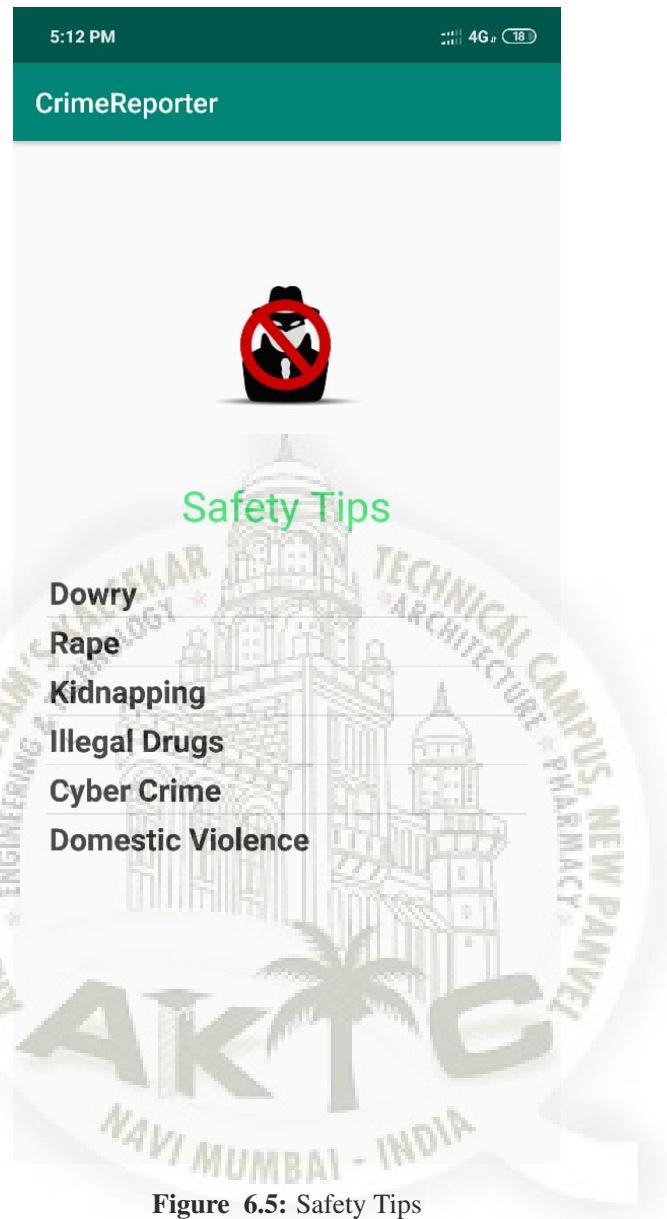 5:12 PM
4G 18
CrimeReporter
Safety Tips
Dowry
Rape
Kidnapping
Illegal Drugs
Cyber Crime
Domestic Violence
KALSEKAR TECHNICAL CAMPUS, NEW PANVEL
ENGINEERING & ARCHITECTURE * PHARMACY *
AKTC
NAVI MUMBAI - INDIA
Figure 6.5: Safety Tips